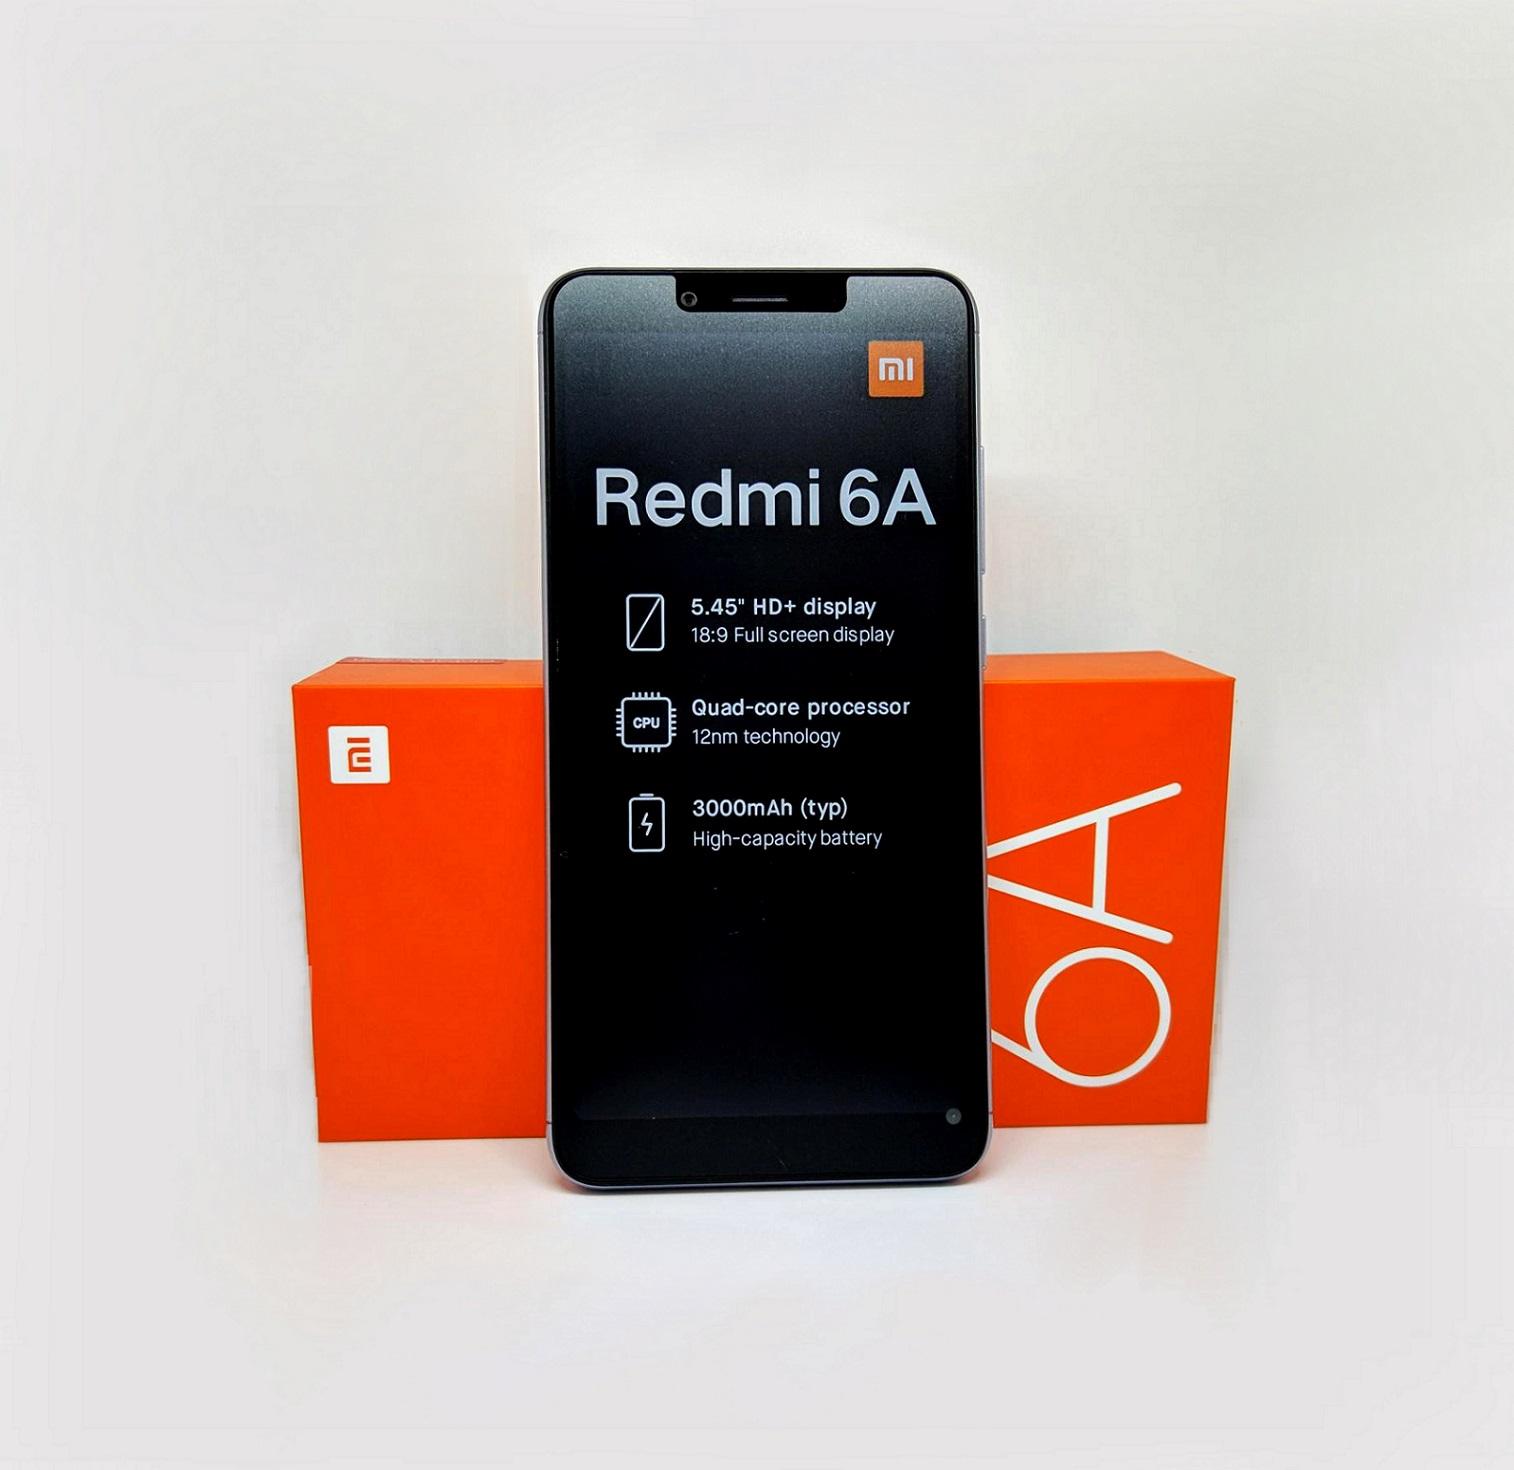 mi
Redmi 6A
5.45" HD+ display
18:9 Full screen display
CPU
Quad-core processor
12nm technology
3000mAh (typ)
High-capacity battery
mi
6A